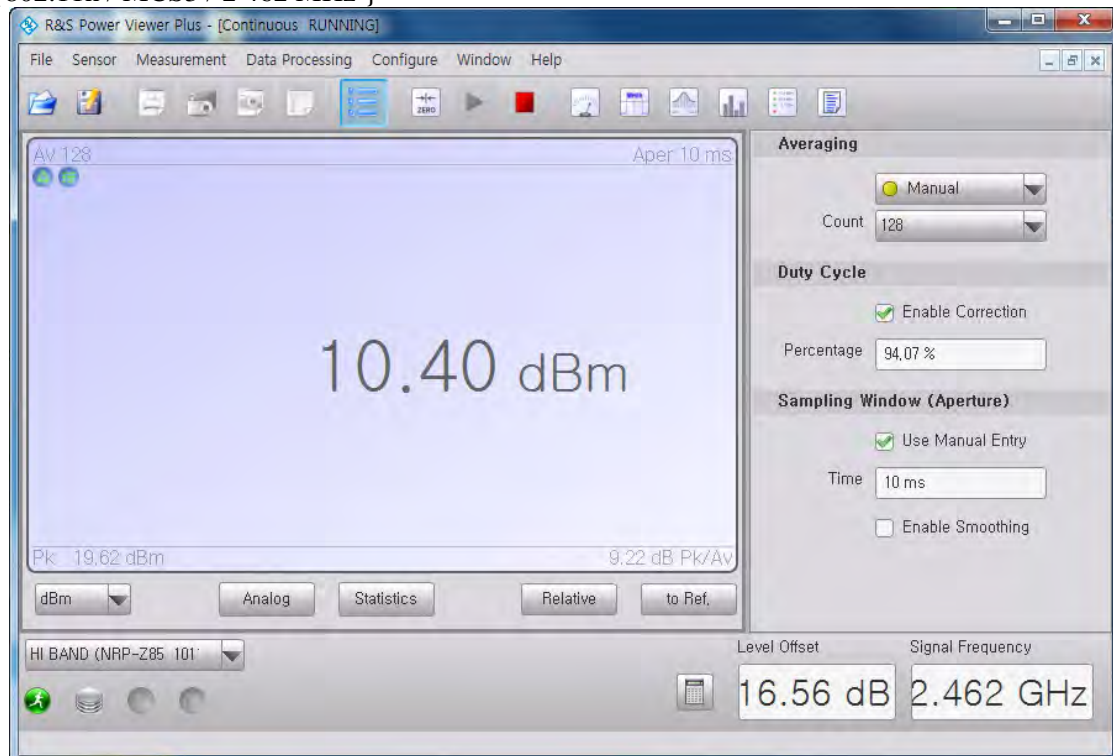 R&S Power Viewer Plus - [Continuous RUNNING]
File Sensor Measurement Data Processing Configure Window Help
ZERO
Av 128 Aper 10 ms
10.40 dBm
Pk 19,62 dBm 9.22 dB Pk/Av
dBm Analog Statistics Relative to Ref,
Averaging
Manual
Count 128
Duty Cycle
Enable Correction
Percentage 94,07 %
Sampling Window (Aperture)
Use Manual Entry
Time 10 ms
Enable Smoothing
HI BAND (NRP-Z85 101
Level Offset Signal Frequency
16.56 dB 2.462 GHz